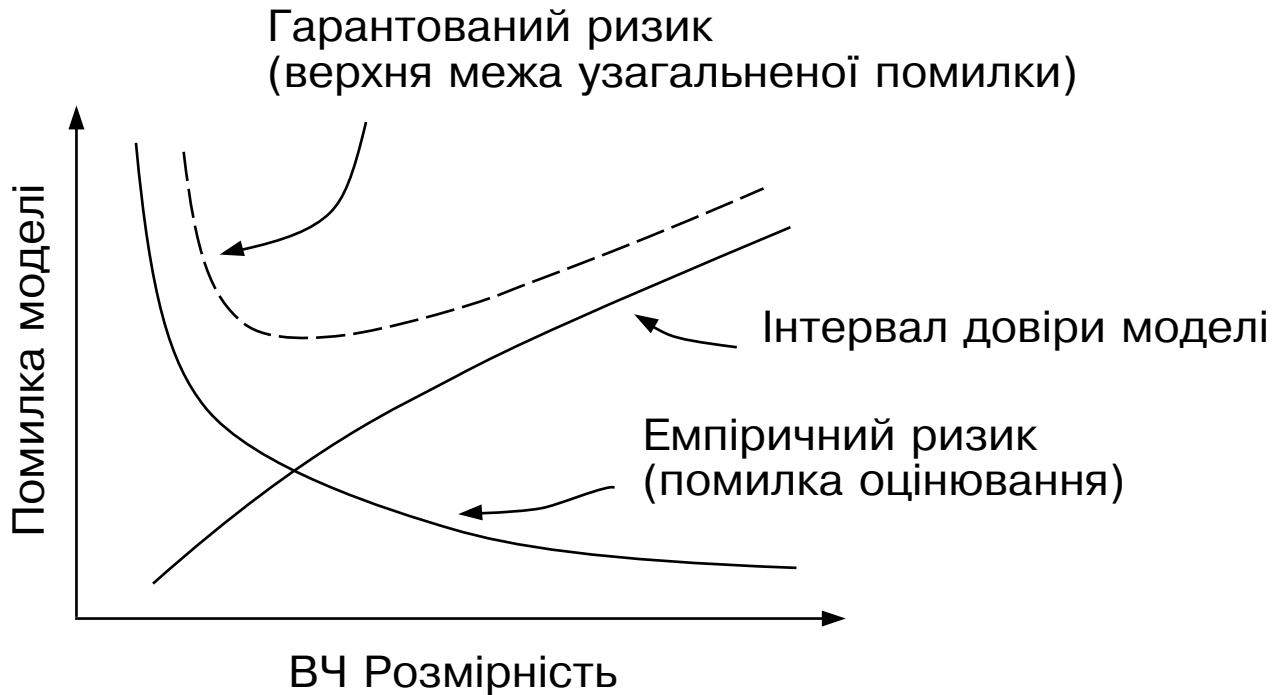 Гарантований ризик
(верхня межа узагальненої помилки)
Помилка моделі
Інтервал довіри моделі
Емпіричний ризик
(помилка оцінювання)
ВЧ Розмірність